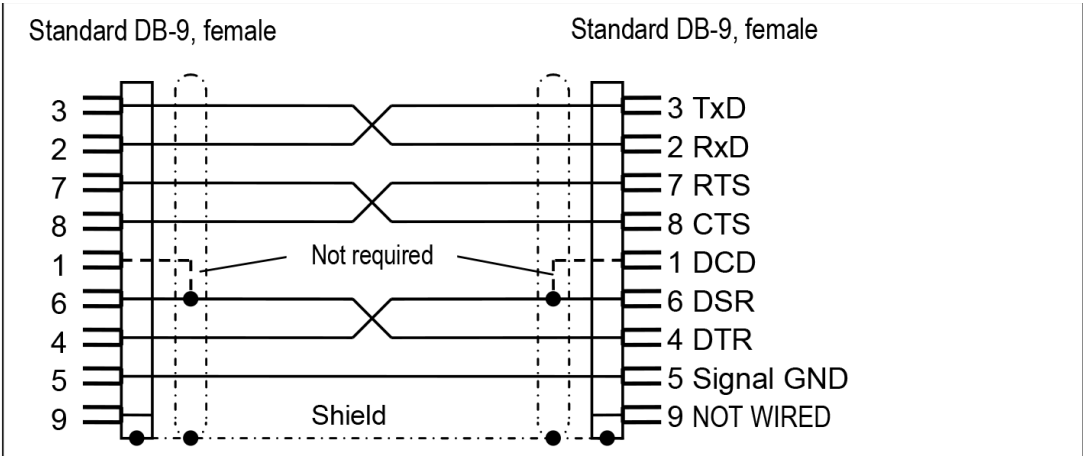 Standard DB-9, female Standard DB-9, female
3 3 TxD
2 2 RxD
7 7 RTS
8 8 CTS
1 Not required 1 DCD
6 6 DSR
4 4 DTR
5 5 Signal GND
9 Shield 9 NOT WIRED